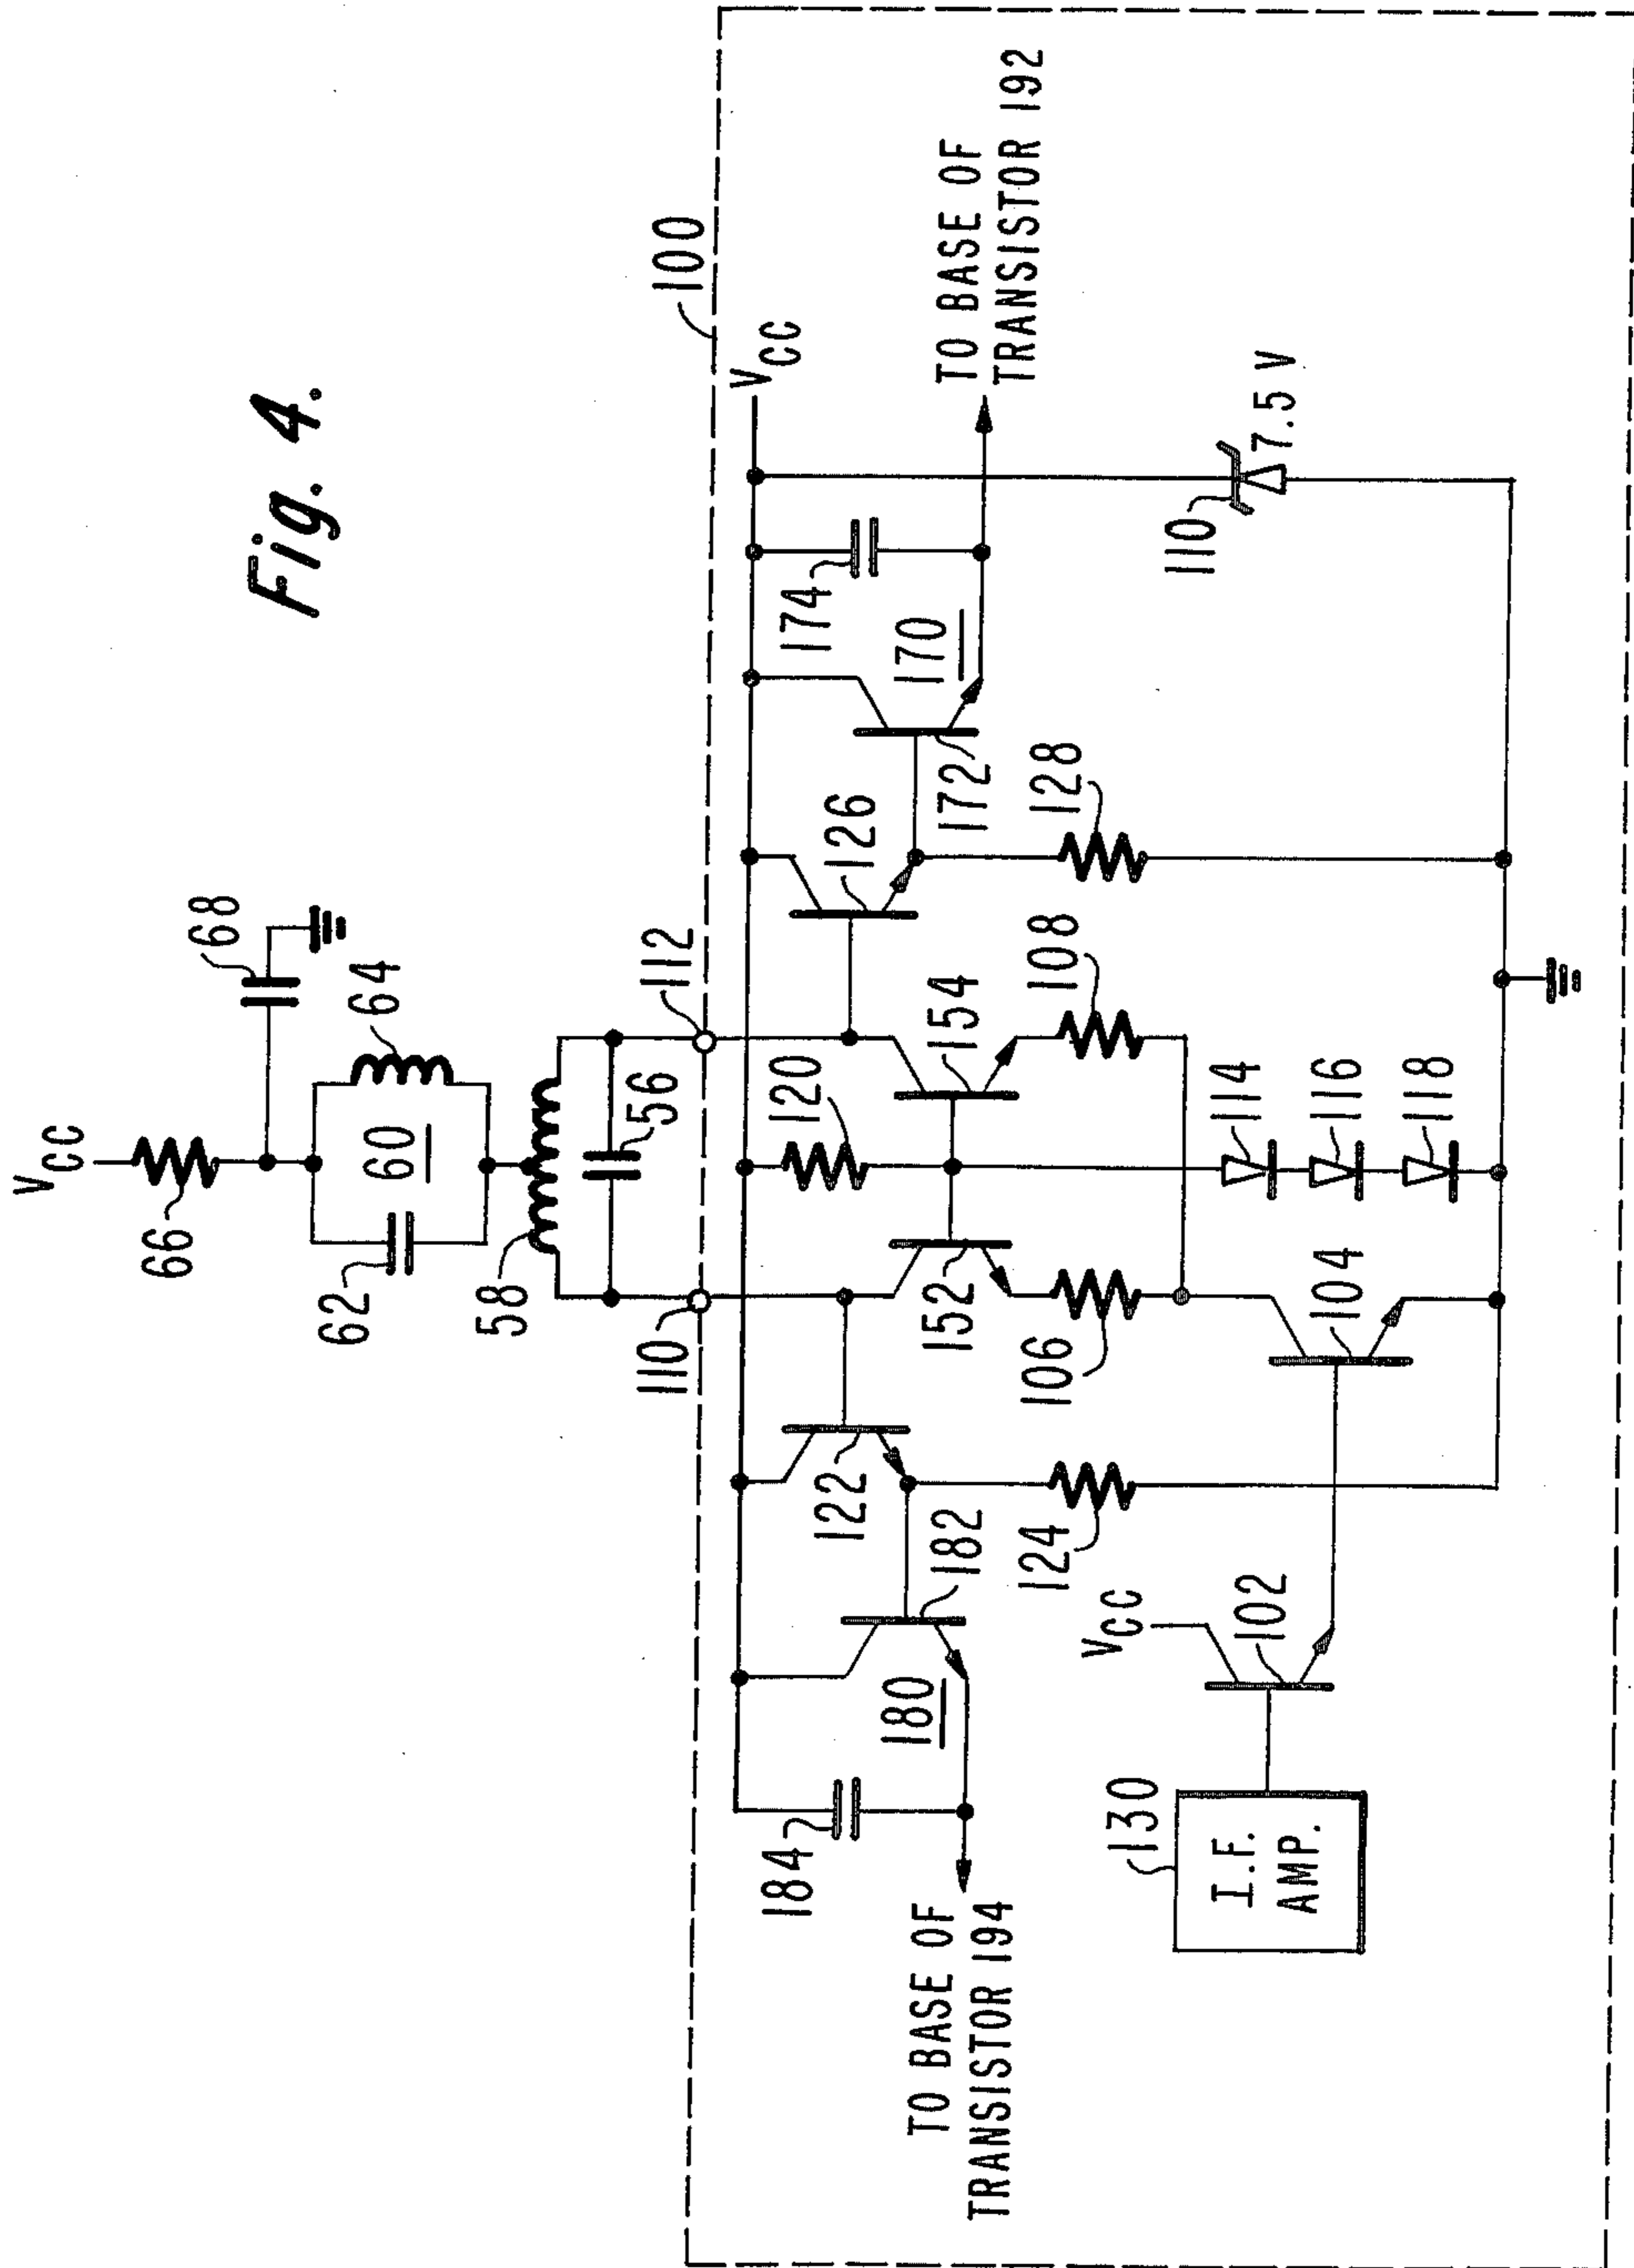 Fig. 4.
VCC
66
68
62
60
64
58
56
110
112
100
VCC
120
126
174
122
182
152
154
172
170
180
184
124
106
108
128
TO BASE OF
TRANSISTOR 192
TO BASE OF
TRANSISTOR 194
VCC
102
104
114
116
118
110
7.5 V
130
I.F.
AMP.